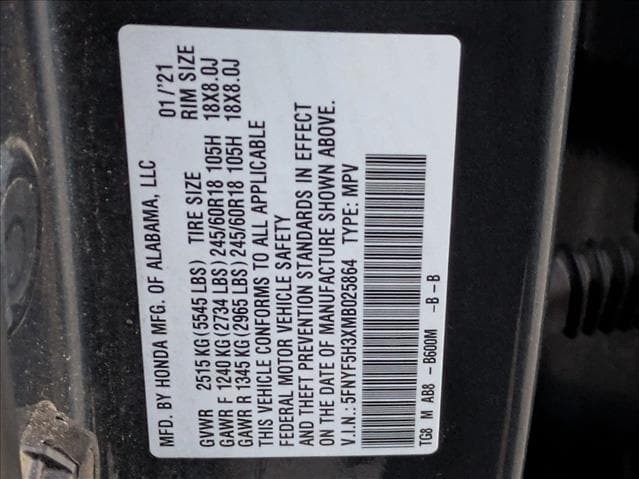 MFD. BY HONDA MFG. OF ALABAMA, LLC 01/'21
GVWR 2515 KG (5545 LBS) TIRE SIZE RIM SIZE
GAWR F 1240 KG (2734 LBS) 245/60R18 105H 18X8.0J
GAWR R 1345 KG (2965 LBS) 245/60R18 105H 18X8.0J
THIS VEHICLE CONFORMS TO ALL APPLICABLE
FEDERAL MOTOR VEHICLE SAFETY
AND THEFT PREVENTION STANDARDS IN EFFECT
ON THE DATE OF MANUFACTURE SHOWN ABOVE.
V.I.N.: 5FNYF5H3XMB025864 TYPE: MPV
TG8 M AB8 -B600M -B -B